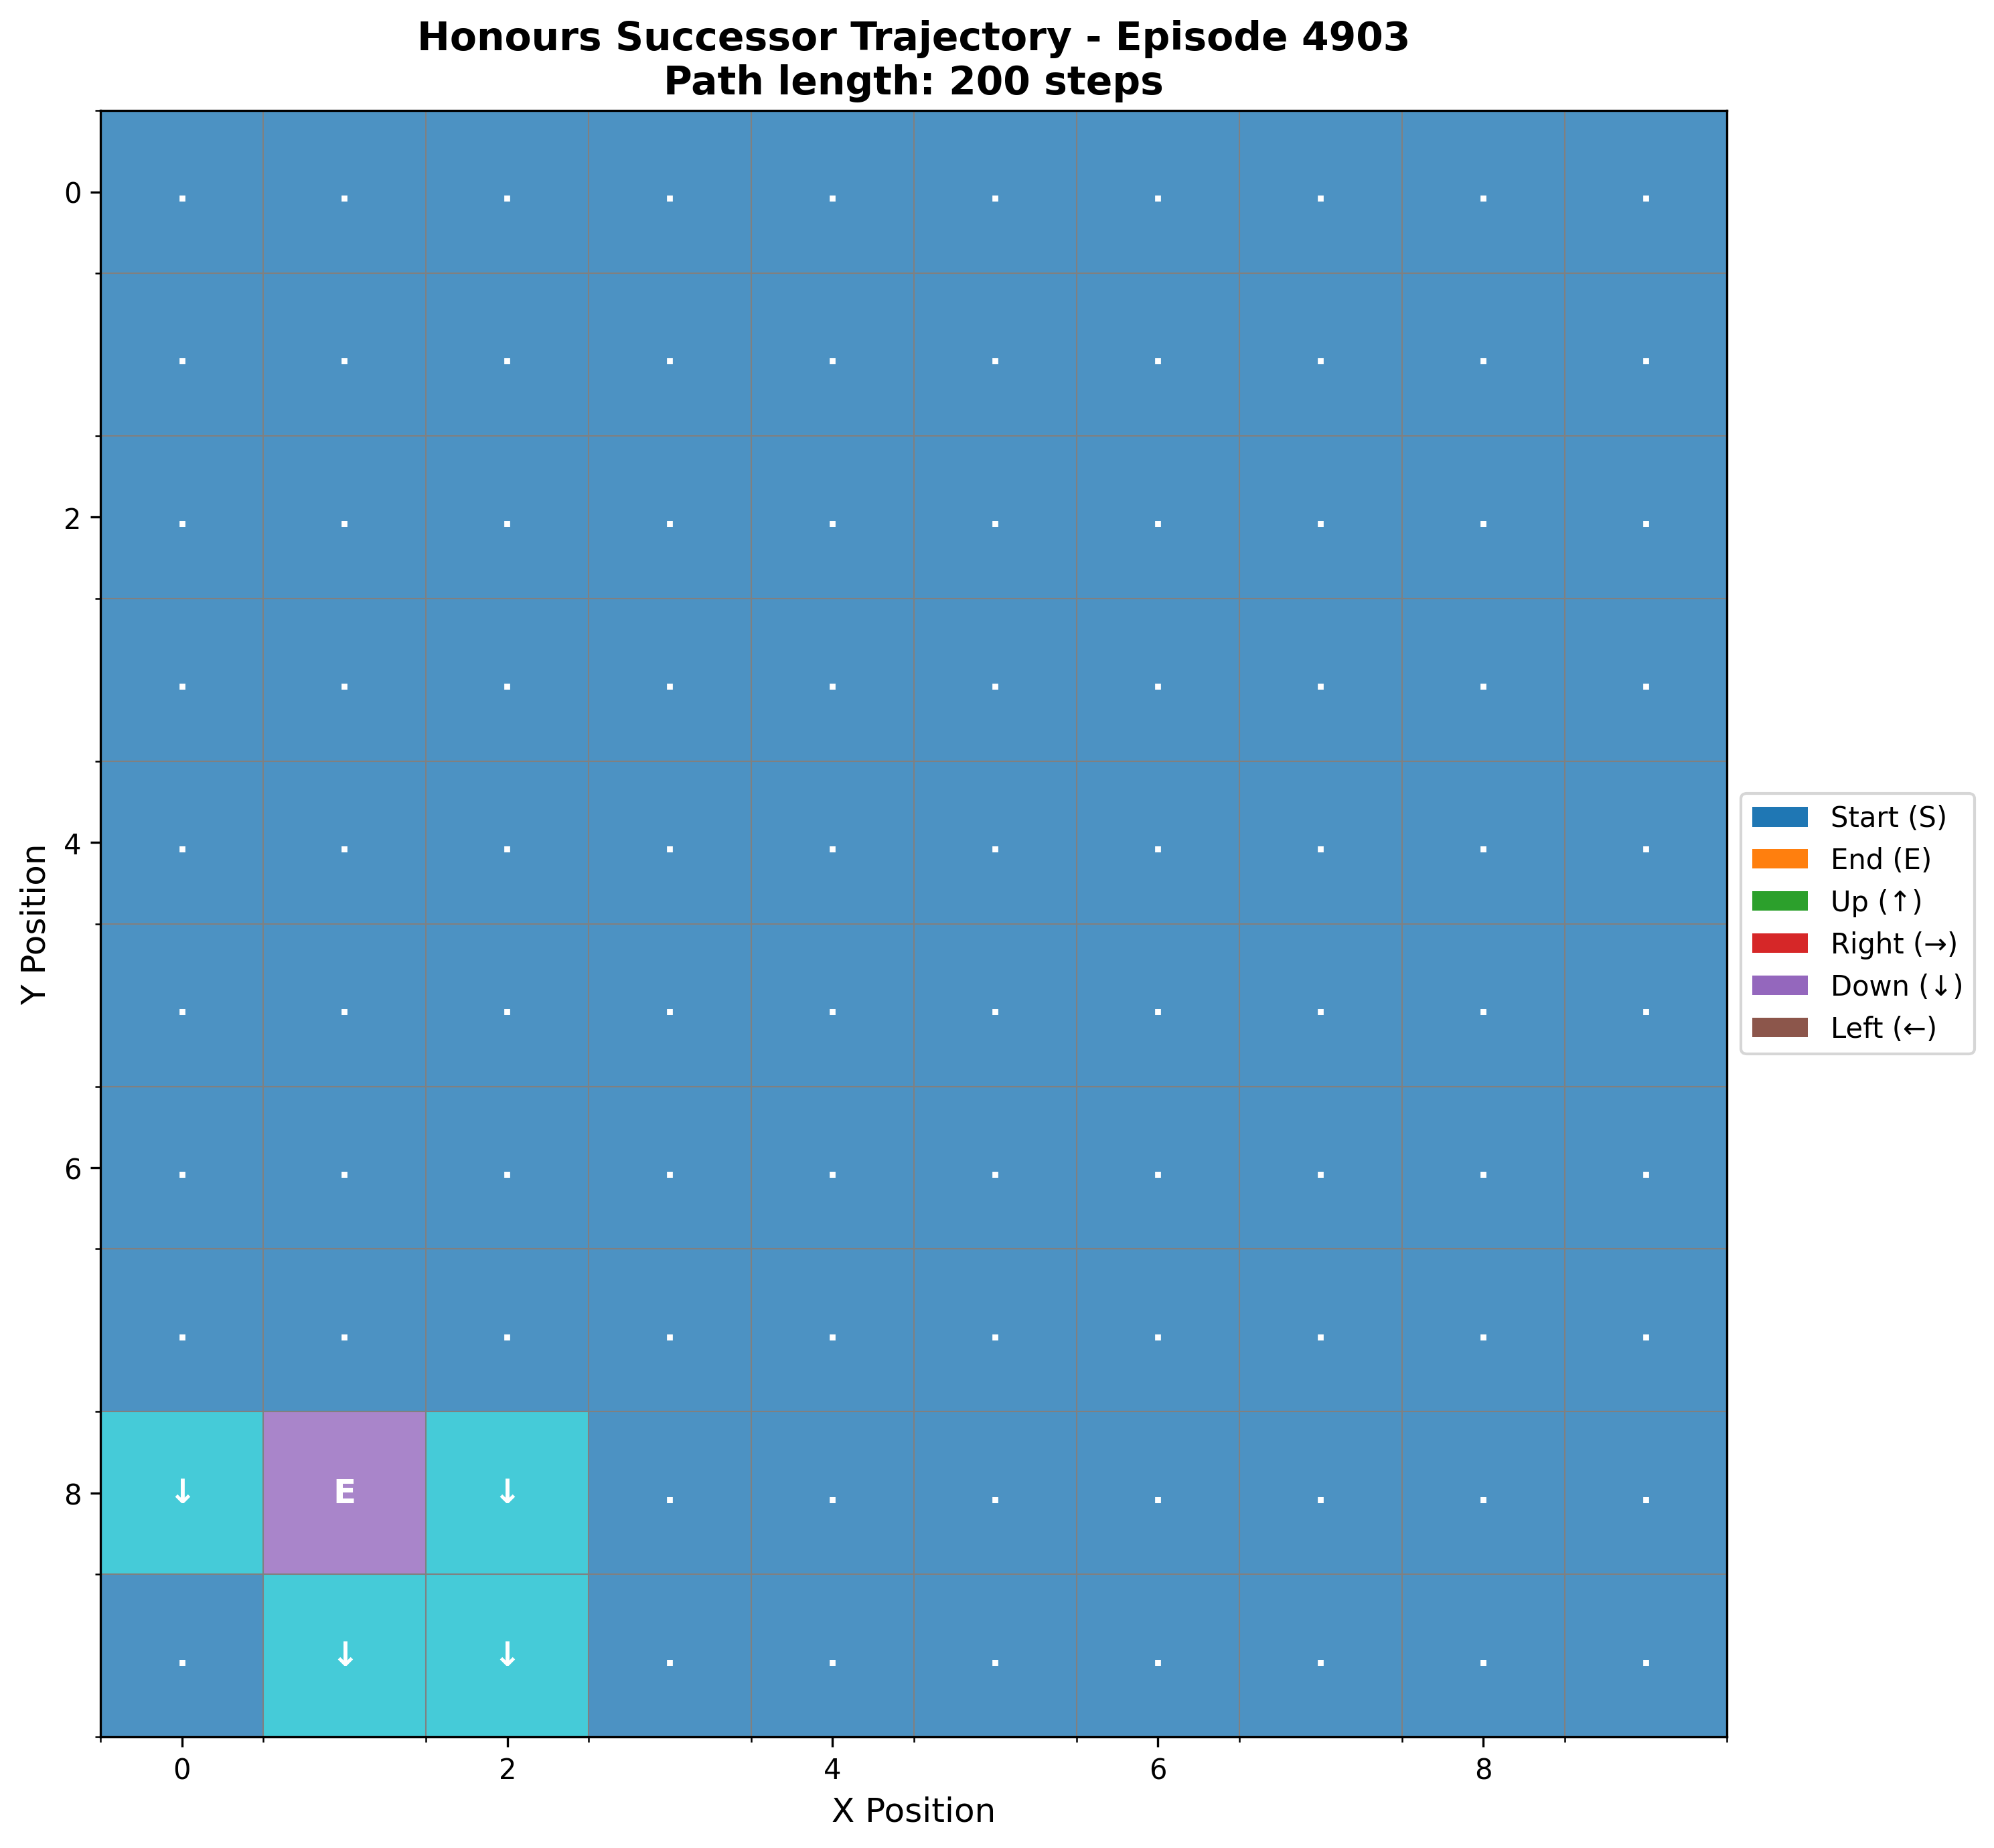 Honours Successor Trajectory - Episode 4903
Path length: 200 steps
0
. . . . . . . . . .
. . . . . . . . . .
2
. . . . . . . . . .
. . . . . . . . . .
4
. . . . . . . . . .
. . . . . . . . . .
6
. . . . . . . . . .
. . . . . . . . . .
8
↓ E ↓ . . . . . . .
. ↓ ↓ . . . . . . .
0 2 4 6 8
X Position
Y Position
Start (S)
End (E)
Up (↑)
Right (→)
Down (↓)
Left (←)